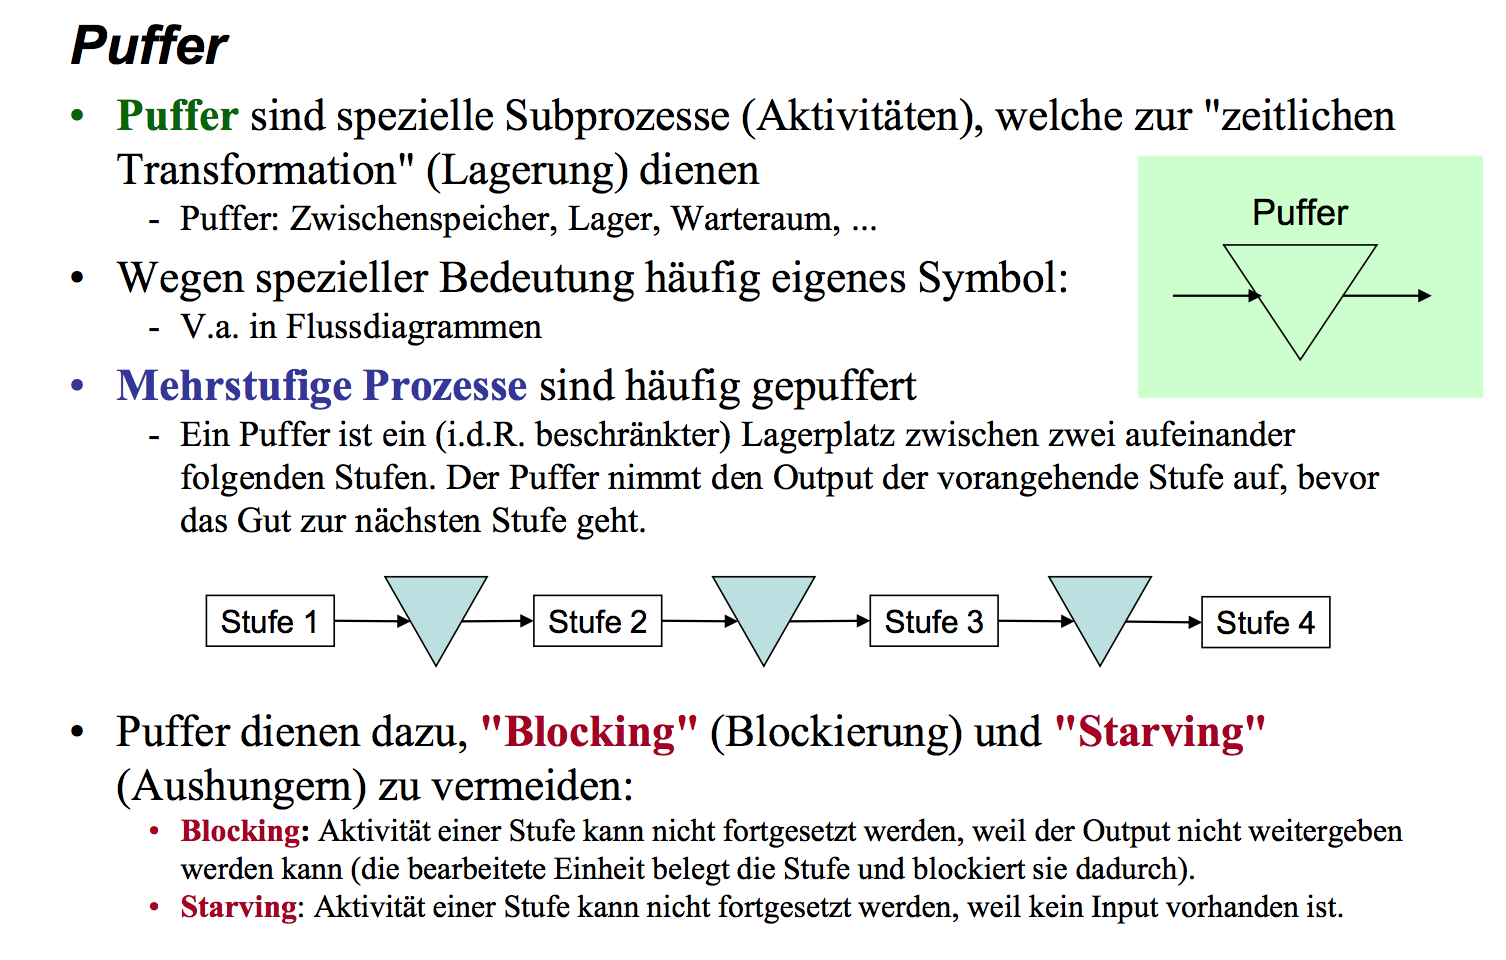 Puffer
• Puffer sind spezielle Subprozesse (Aktivitäten), welche zur "zeitlichen
Transformation" (Lagerung) dienen
- Puffer: Zwischenspeicher, Lager, Warteraum, ...
• Wegen spezieller Bedeutung häufig eigenes Symbol:
- V.a. in Flussdiagrammen
Puffer
• Mehrstufige Prozesse sind häufig gepuffert
- Ein Puffer ist ein (i.d.R. beschränkter) Lagerplatz zwischen zwei aufeinander
folgenden Stufen. Der Puffer nimmt den Output der vorangehende Stufe auf, bevor
das Gut zur nächsten Stufe geht.
Stufe 1 Stufe 2 Stufe 3 Stufe 4
• Puffer dienen dazu, "Blocking" (Blockierung) und "Starving"
(Aushungern) zu vermeiden:
• Blocking: Aktivität einer Stufe kann nicht fortgesetzt werden, weil der Output nicht weitergeben
werden kann (die bearbeitete Einheit belegt die Stufe und blockiert sie dadurch).
• Starving: Aktivität einer Stufe kann nicht fortgesetzt werden, weil kein Input vorhanden ist.